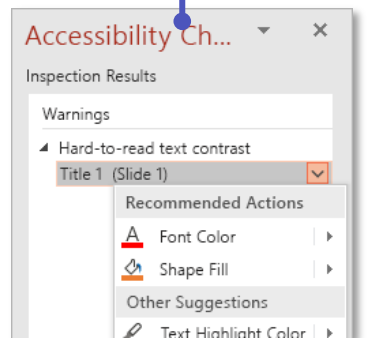 Accessibility Ch...
Inspection Results
Warnings
Hard-to-read text contrast
Title 1 (Slide 1)
Recommended Actions
A Font Color
Shape Fill
Other Suggestions
Text Highlight Color